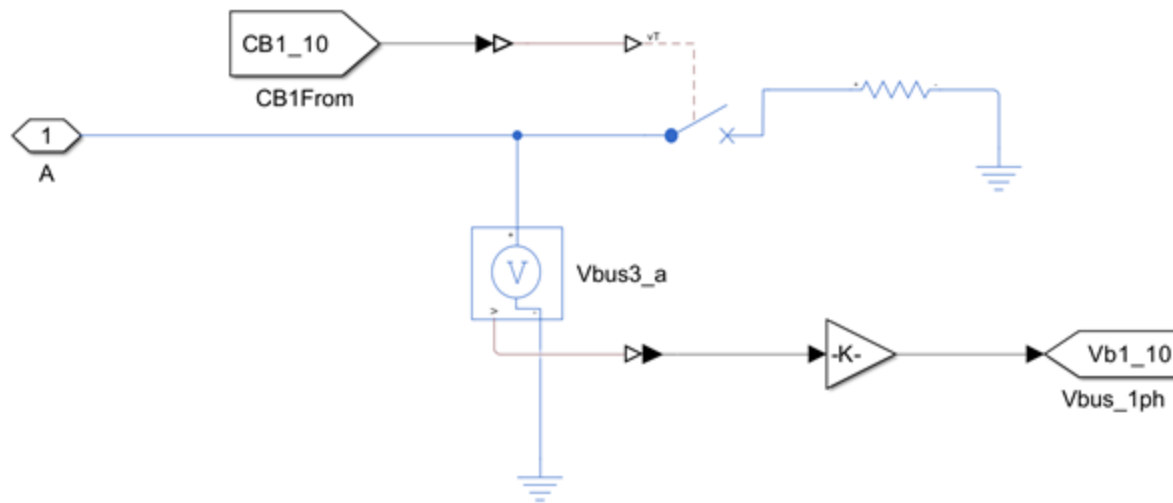 CB1_10
vT
CB1From
+
-
1
A
+
V
Vbus3_a
>
-
-K-
Vb1_10
Vbus_1ph